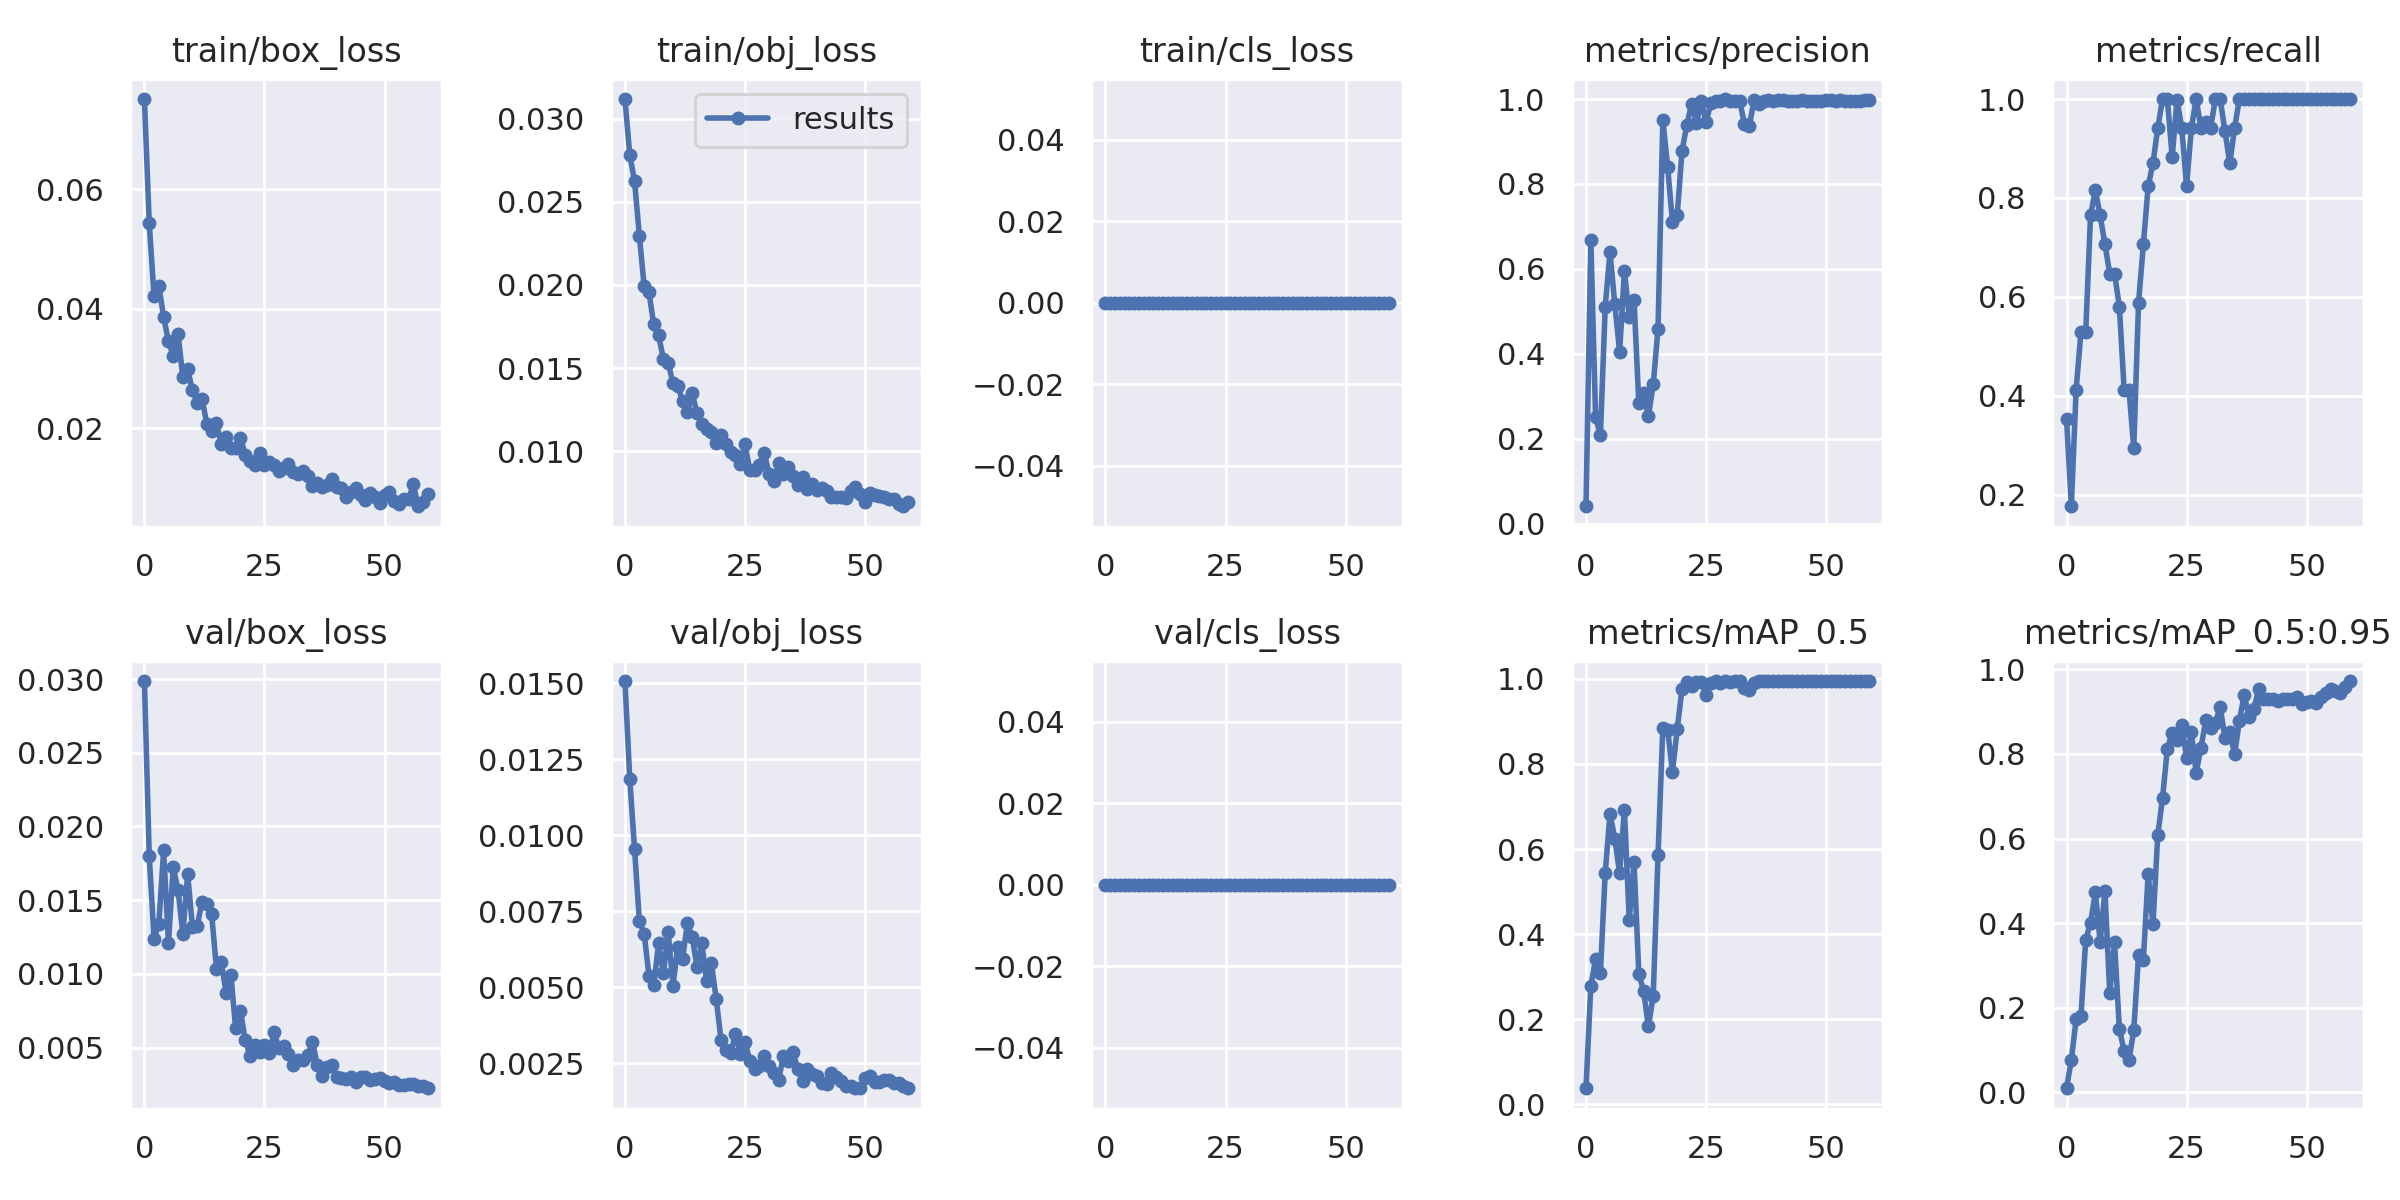 train/box_loss
0.06
0.04
0.02
0 25 50
train/obj_loss
results
0.030
0.025
0.020
0.015
0.010
0 25 50
train/cls_loss
0.04
0.02
0.00
−0.02
−0.04
0 25 50
metrics/precision
1.0
0.8
0.6
0.4
0.2
0.0
0 25 50
metrics/recall
1.0
0.8
0.6
0.4
0.2
0 25 50
val/box_loss
0.030
0.025
0.020
0.015
0.010
0.005
0 25 50
val/obj_loss
0.0150
0.0125
0.0100
0.0075
0.0050
0.0025
0 25 50
val/cls_loss
0.04
0.02
0.00
−0.02
−0.04
0 25 50
metrics/mAP_0.5
1.0
0.8
0.6
0.4
0.2
0.0
0 25 50
metrics/mAP_0.5:0.95
1.0
0.8
0.6
0.4
0.2
0.0
0 25 50